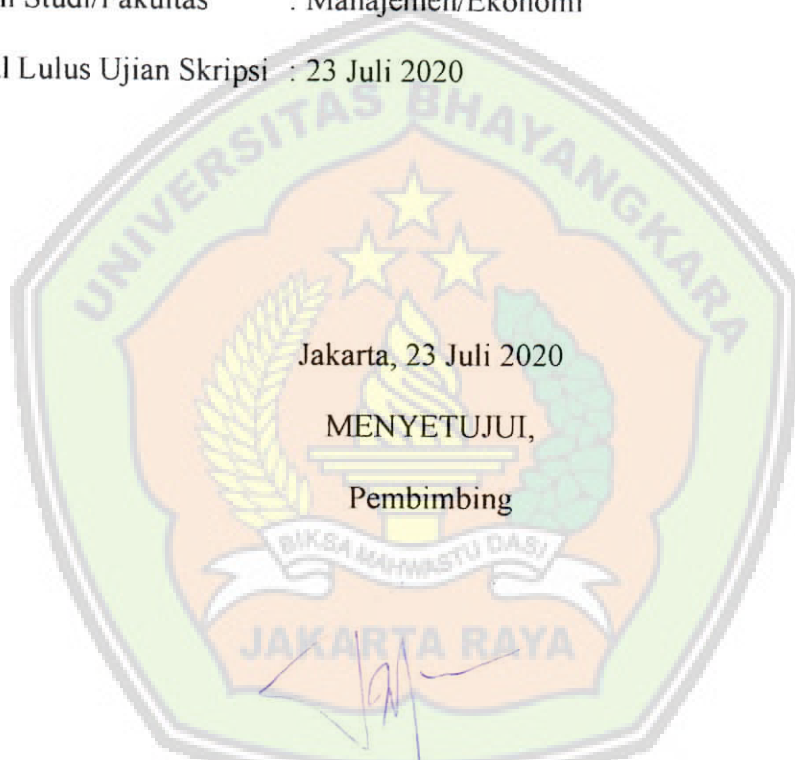 n Studi/Fakultas : Manajemen/Ekonomi
l Lulus Ujian Skripsi : 23 Juli 2020
UNIVERSITAS BHAYANGKARA
Jakarta, 23 Juli 2020
MENYETUJUI,
Pembimbing
BIKSA MAHWASTU DASI
JAKARTA RAYA